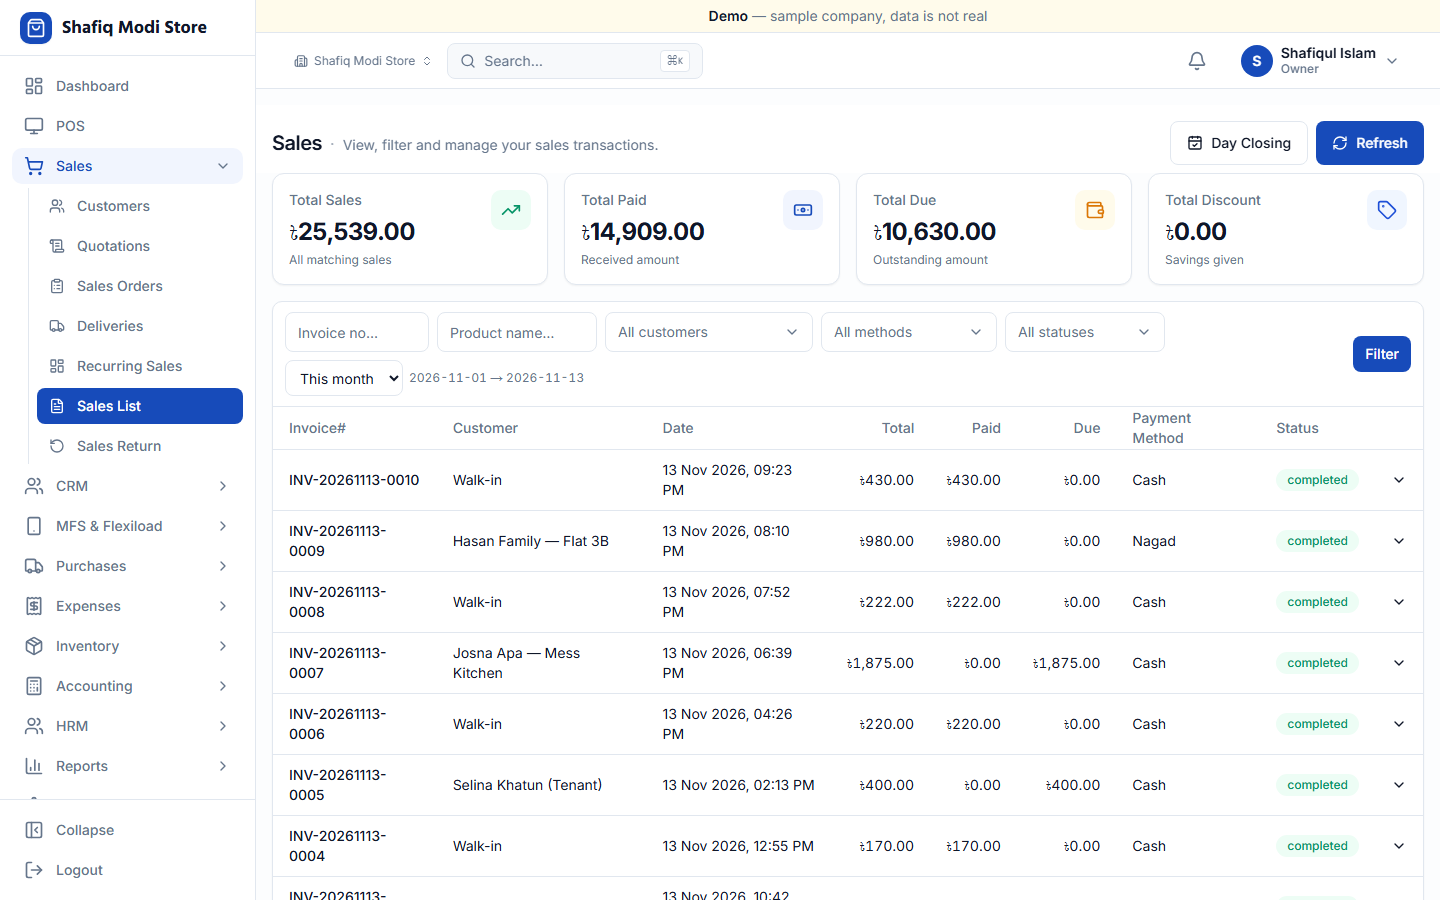 Shafiq Modi Store
Demo — sample company, data is not real
Shafiq Modi Store
Search...
⌘K
S
Shafiqul Islam
Owner
Dashboard
POS
Sales
Customers
Quotations
Sales Orders
Deliveries
Recurring Sales
Sales List
Sales Return
CRM
MFS & Flexiload
Purchases
Expenses
Inventory
Accounting
HRM
Reports
Collapse
Logout
Sales · View, filter and manage your sales transactions.
Day Closing
Refresh
Total Sales
৳25,539.00
All matching sales
Total Paid
৳14,909.00
Received amount
Total Due
৳10,630.00
Outstanding amount
Total Discount
৳0.00
Savings given
Invoice no...
Product name...
All customers
All methods
All statuses
This month
2026-11-01 → 2026-11-13
Filter
Invoice# Customer Date Total Paid Due Payment Method Status
INV-20261113-0010 Walk-in 13 Nov 2026, 09:23 PM ৳430.00 ৳430.00 ৳0.00 Cash completed
INV-20261113-0009 Hasan Family — Flat 3B 13 Nov 2026, 08:10 PM ৳980.00 ৳980.00 ৳0.00 Nagad completed
INV-20261113-0008 Walk-in 13 Nov 2026, 07:52 PM ৳222.00 ৳222.00 ৳0.00 Cash completed
INV-20261113-0007 Josna Apa — Mess Kitchen 13 Nov 2026, 06:39 PM ৳1,875.00 ৳0.00 ৳1,875.00 Cash completed
INV-20261113-0006 Walk-in 13 Nov 2026, 04:26 PM ৳220.00 ৳220.00 ৳0.00 Cash completed
INV-20261113-0005 Selina Khatun (Tenant) 13 Nov 2026, 02:13 PM ৳400.00 ৳0.00 ৳400.00 Cash completed
INV-20261113-0004 Walk-in 13 Nov 2026, 12:55 PM ৳170.00 ৳170.00 ৳0.00 Cash completed
INV-20261113- 13 Nov 2026, 10:42